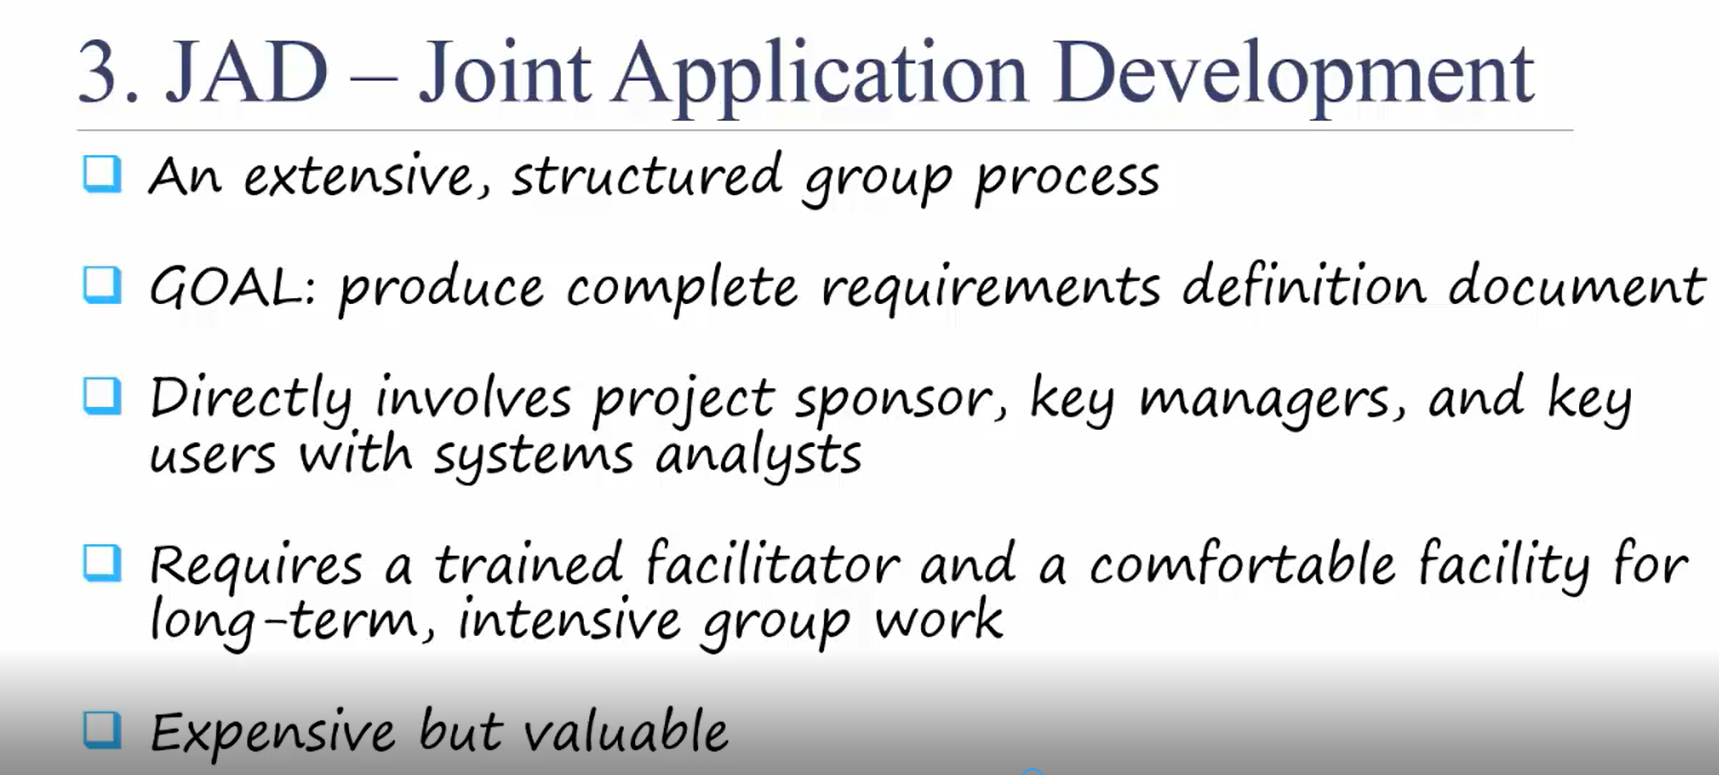 3. JAD – Joint Application Development
An extensive, structured group process
GOAL: produce complete requirements definition document
Directly involves project sponsor, key managers, and key
users with systems analysts
Requires a trained facilitator and a comfortable facility for
long-term, intensive group work
Expensive but valuable